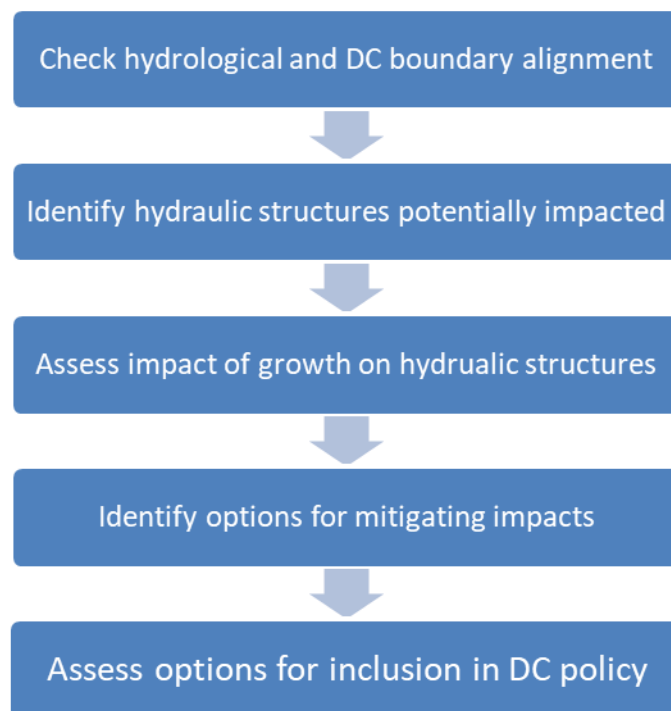 Check hydrological and DC boundary alignment
Identify hydraulic structures potentially impacted
Assess impact of growth on hydrualic structures
Identify options for mitigating impacts
Assess options for inclusion in DC policy